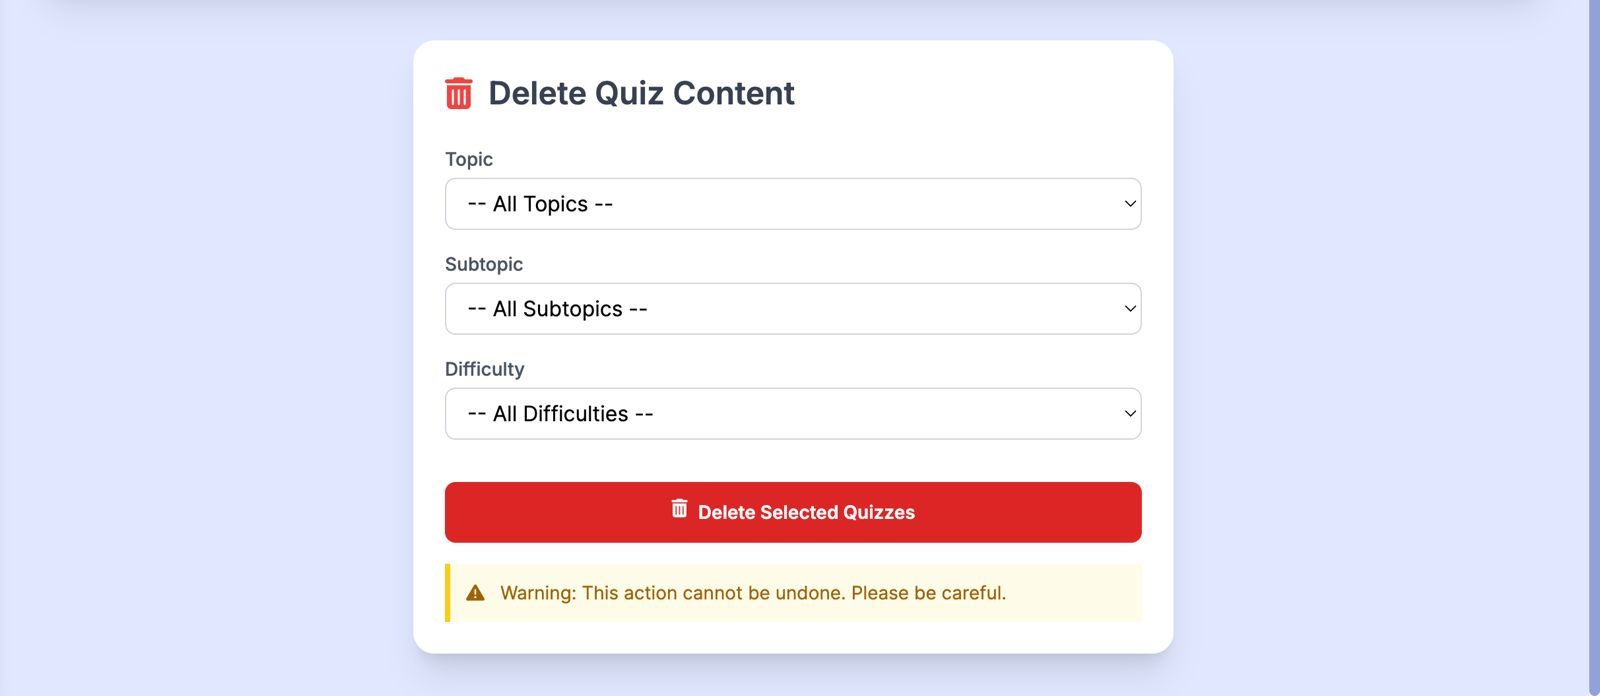 Delete Quiz Content
Topic
-- All Topics --
Subtopic
-- All Subtopics --
Difficulty
-- All Difficulties --
Delete Selected Quizzes
Warning: This action cannot be undone. Please be careful.